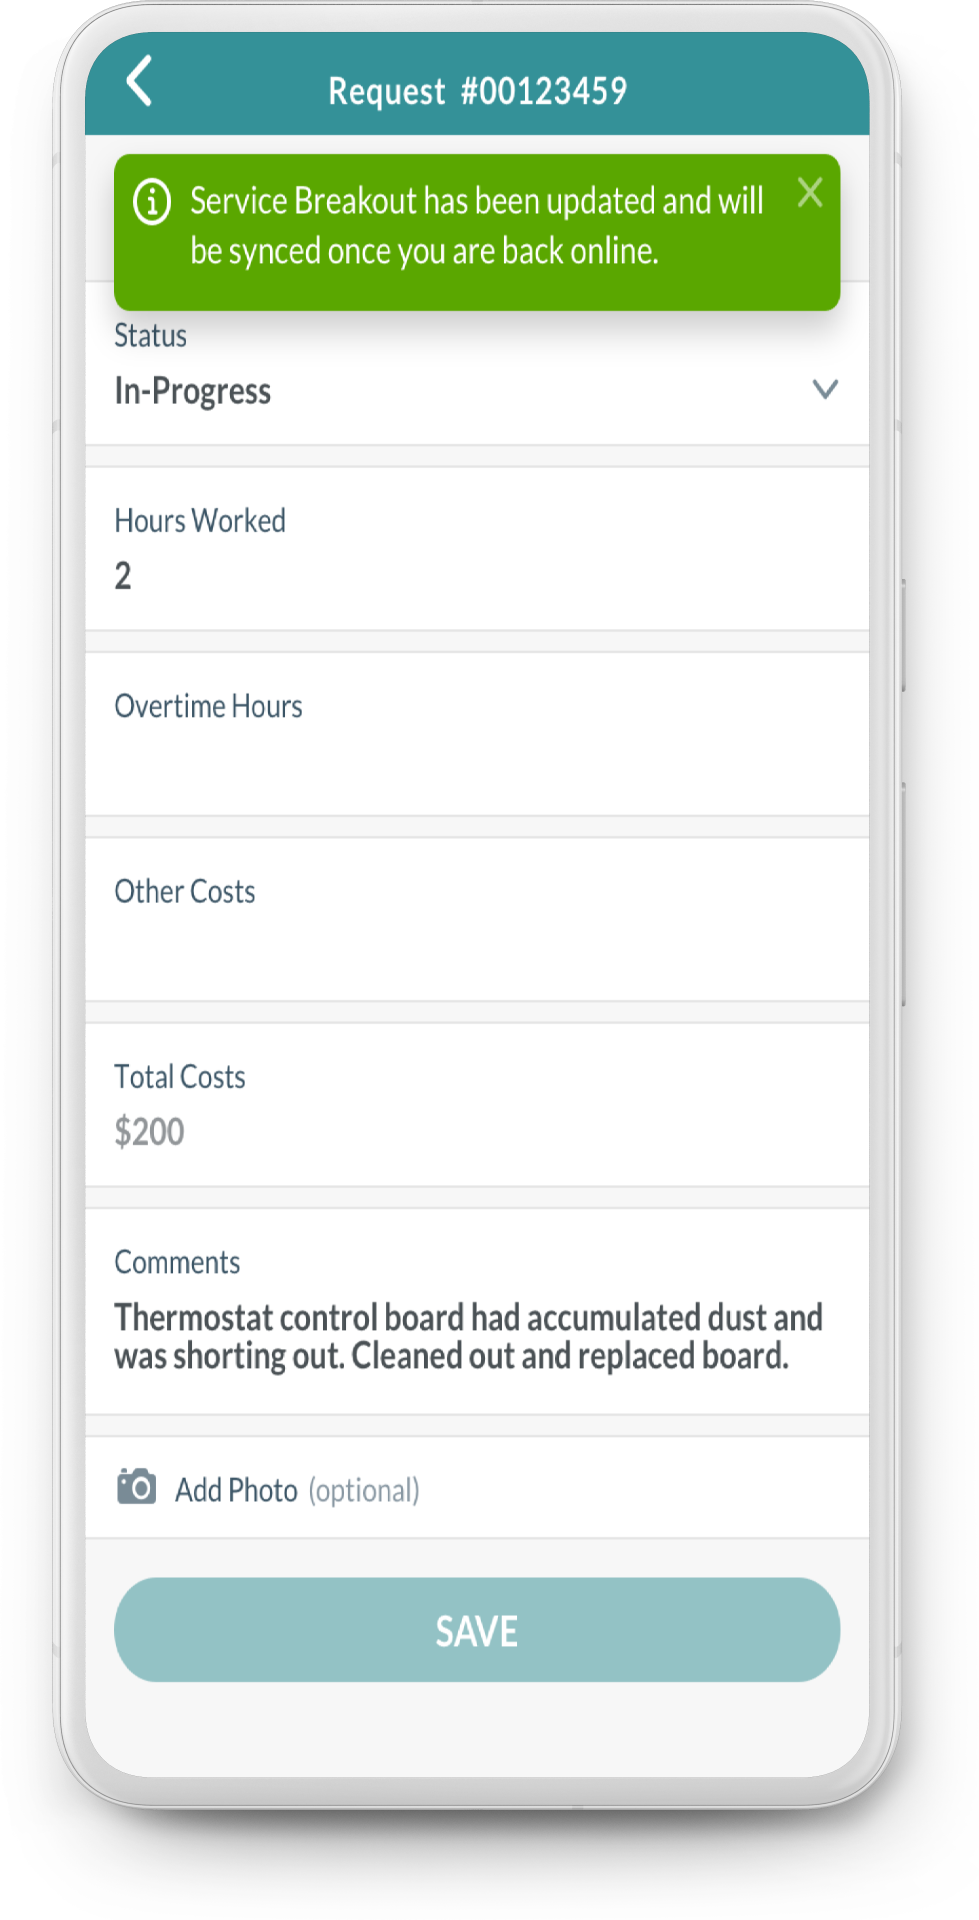 Request #00123459
Service Breakout has been updated and will
be synced once you are back online.
Status
In-Progress
Hours Worked
2
Overtime Hours
Other Costs
Total Costs
$200
Comments
Thermostat control board had accumulated dust and
was shorting out. Cleaned out and replaced board.
Add Photo (optional)
SAVE